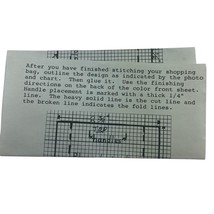 After you have finished stitching your shopping
bag, outline the design as indicated by the photo
and chart. Then glue it. Use the finishing
directions on the back of the color front sheet.
Handle placement is marked with a thick 1/4"
line. The heavy solid line is the cut line and
the broken line indicates the fold lines.
handles